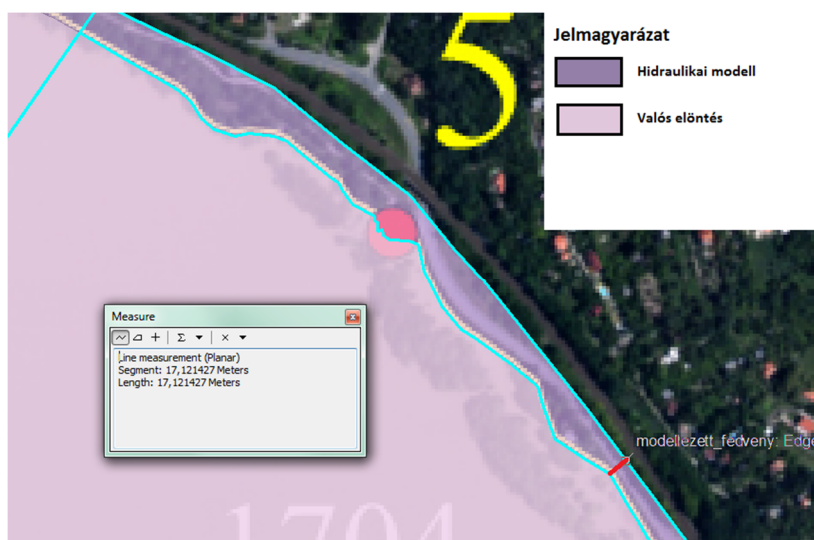 5
Jelmagyarázat
Hidraulikai modell
Valós elöntés
Measure
Line measurement (Planar)
Segment: 17,121427 Meters
Length: 17,121427 Meters
modellezett_fedveny: Edge
1704